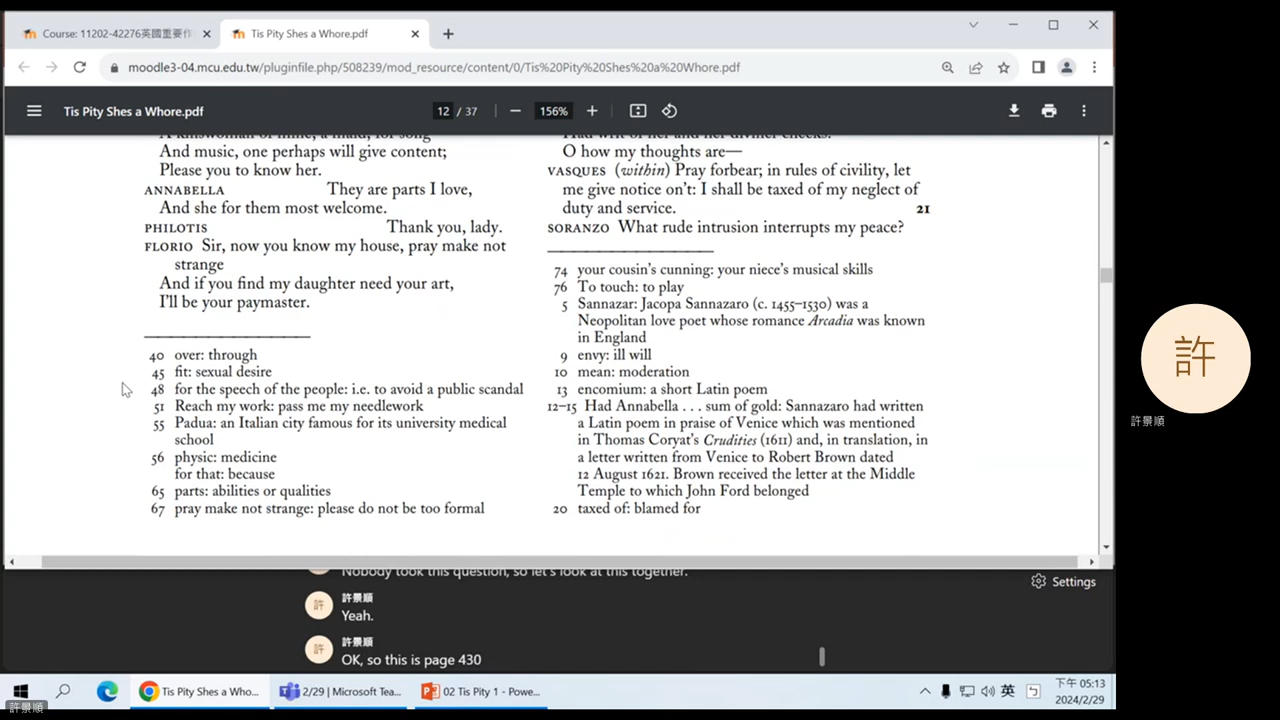 Course: 11202-42276英國重要作
Tis Pity Shes a Whore.pdf
moodle3-04.mcu.edu.tw/pluginfile.php/508239/mod_resource/content/0/Tis%20Pity%20Shes%20a%20Whore.pdf
Tis Pity Shes a Whore.pdf
12 / 37
156%
A kinswoman of mine, a maid, for song
And music, one perhaps will give content;
Please you to know her.
ANNABELLA They are parts I love,
And she for them most welcome.
PHILOTIS Thank you, lady.
FLORIO Sir, now you know my house, pray make not
strange
And if you find my daughter need your art,
I'll be your paymaster.
40 over: through
45 fit: sexual desire
48 for the speech of the people: i.e. to avoid a public scandal
51 Reach my work: pass me my needlework
55 Padua: an Italian city famous for its university medical
school
56 physic: medicine
for that: because
65 parts: abilities or qualities
67 pray make not strange: please do not be too formal
Had writ of her and her diviner cheeks.
O how my thoughts are—
VASQUES (within) Pray forbear; in rules of civility, let
me give notice on't: I shall be taxed of my neglect of
duty and service. 21
SORANZO What rude intrusion interrupts my peace?
74 your cousin's cunning: your niece's musical skills
76 To touch: to play
5 Sannazar: Jacopa Sannazaro (c. 1455–1530) was a
Neopolitan love poet whose romance Arcadia was known
in England
9 envy: ill will
10 mean: moderation
13 encomium: a short Latin poem
12–15 Had Annabella . . . sum of gold: Sannazaro had written
a Latin poem in praise of Venice which was mentioned
in Thomas Coryat's Crudities (1611) and, in translation, in
a letter written from Venice to Robert Brown dated
12 August 1621. Brown received the letter at the Middle
Temple to which John Ford belonged
20 taxed of: blamed for
許
許景順
Nobody took this question, so let's look at this together.
Settings
許景順
Yeah.
許景順
OK, so this is page 430
Tis Pity Shes a Who...
2/29 | Microsoft Tea...
02 Tis Pity 1 - Powe...
英
ㄅ
下午 05:13
2024/2/29
許景順